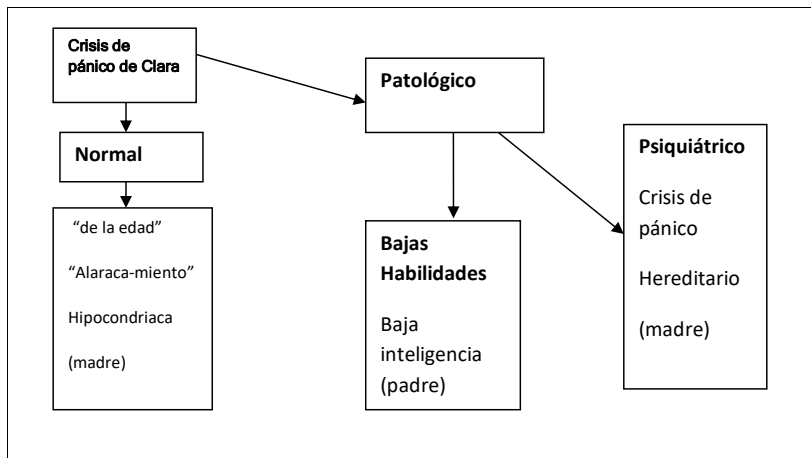 Crisis de
pánico de Clara
Patológico
Normal
Psiquiátrico
Crisis de
pánico
Hereditario
(madre)
“de la edad”
“Alaraca-miento”
Hipocondriaca
(madre)
Bajas
Habilidades
Baja
inteligencia
(padre)